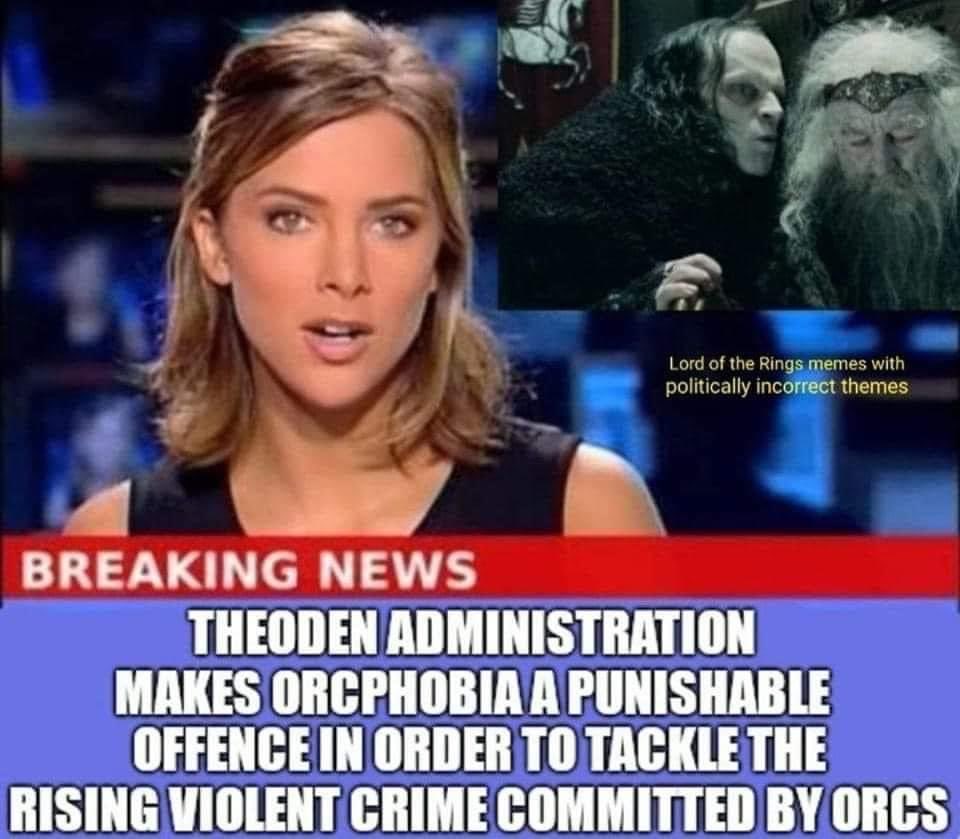 Lord of the Rings memes with
politically incorrect themes
BREAKING NEWS
THEODEN ADMINISTRATION
MAKES ORCPHOBIA A PUNISHABLE
OFFENCE IN ORDER TO TACKLE THE
RISING VIOLENT CRIME COMMITTED BY ORCS